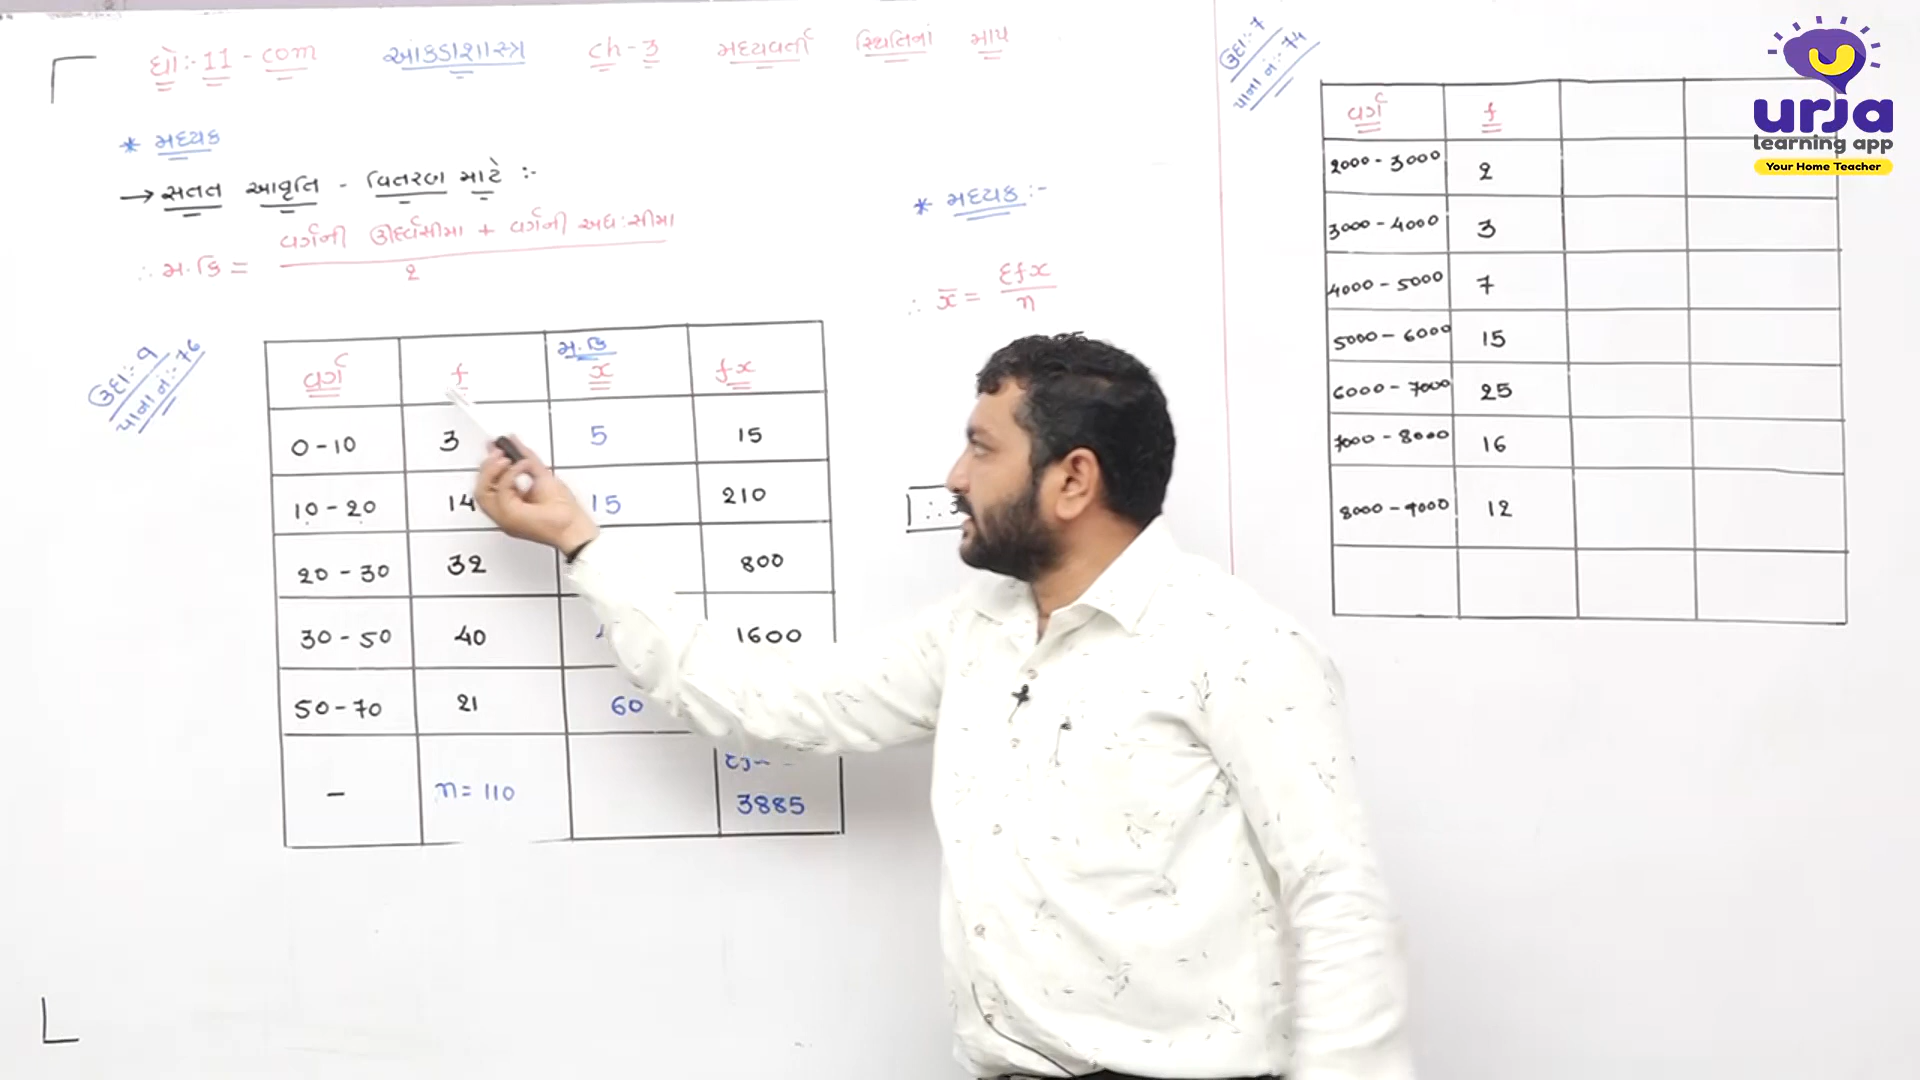 ધો:-11 - com આંકડાશાસ્ત્ર ch-3 મધ્યવર્તી સ્થિતિનાં માપ
* મધ્યક
→ સતત આવૃત્તિ - વિતરણ માટે :-
∴ મ.કિં = વર્ગની ઊર્ધ્વસીમા + વર્ગની અધ:સીમા
2
ઉદા:-9
પાના નં:-76
વર્ગ f મ.કિં x fx
0-10 3 5 15
10-20 14 15 210
20-30 32 800
30-50 40 1600
50-70 21 60
- n = 110 3885
* મધ્યક :-
∴ x̄ = Σfx
n
ઉદા:-7
પાના નં:-74
વર્ગ f
2000-3000 2
3000-4000 3
4000-5000 7
5000-6000 15
6000-7000 25
7000-8000 16
8000-9000 12
urja
learning app
Your Home Teacher